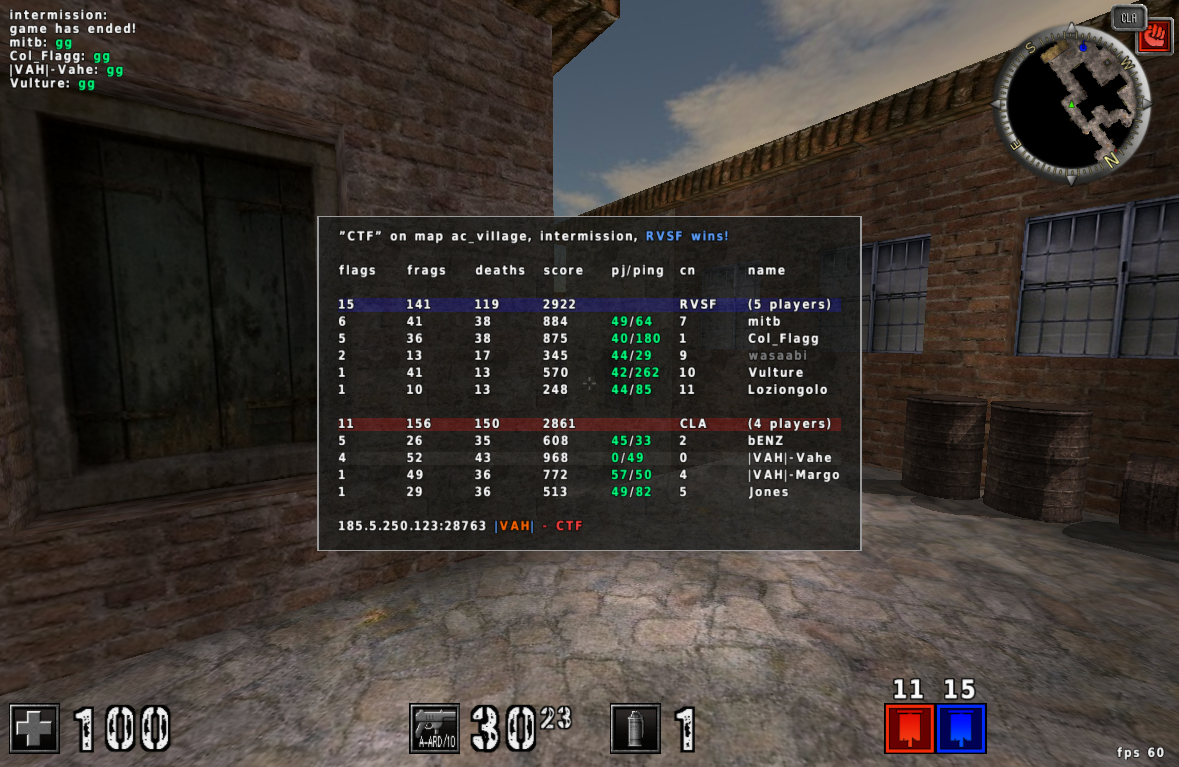 intermission:
game has ended!
mitb: gg
Col_Flagg: gg
|VAH|-Vahe: gg
Vulture: gg
CLA
S
W
E
N
"CTF" on map ac_village, intermission, RVSF wins!
flags frags deaths score pj/ping cn name
15 141 119 2922 RVSF (5 players)
6 41 38 884 49/64 7 mitb
5 36 38 875 40/180 1 Col_Flagg
2 13 17 345 44/29 9 wasaabi
1 41 13 570 42/262 10 Vulture
1 10 13 248 44/85 11 Loziongolo
11 156 150 2861 CLA (4 players)
5 26 35 608 45/33 2 bENZ
4 52 43 968 0/49 0 |VAH|-Vahe
1 49 36 772 57/50 4 |VAH|-Margo
1 29 36 513 49/82 5 Jones
185.5.250.123:28763 |VAH| - CTF
11 15
100
A-ARD/10
30 23
1
fps 60